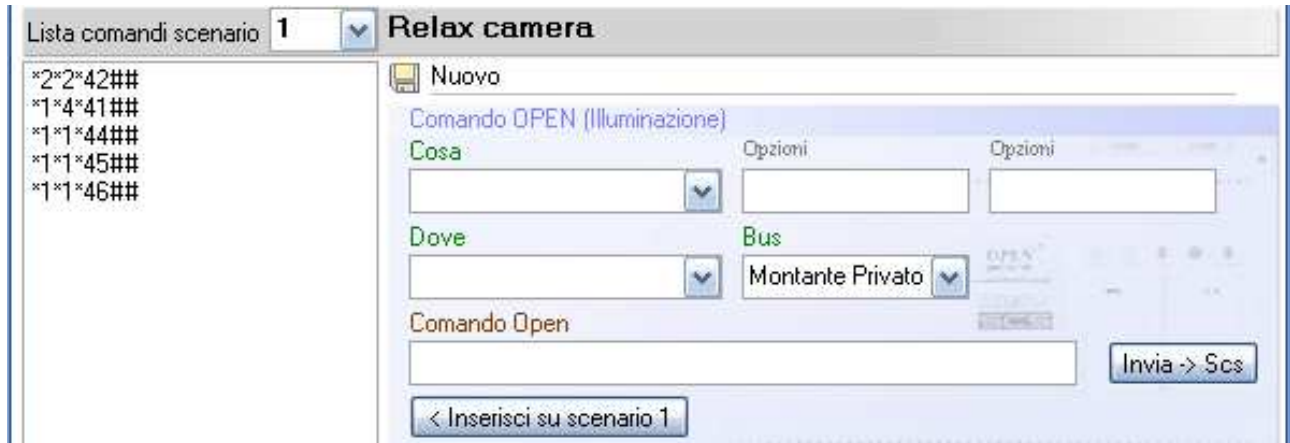 Lista comandi scenario 1 Relax camera
*2*2*42##
*1*4*41##
*1*1*44##
*1*1*45##
*1*1*46##
Nuovo
Comando OPEN (Illuminazione)
Cosa Opzioni Opzioni
Dove Bus
Montante Privato
OPEN
Comando Open
Invia -> Scs
< Inserisci su scenario 1